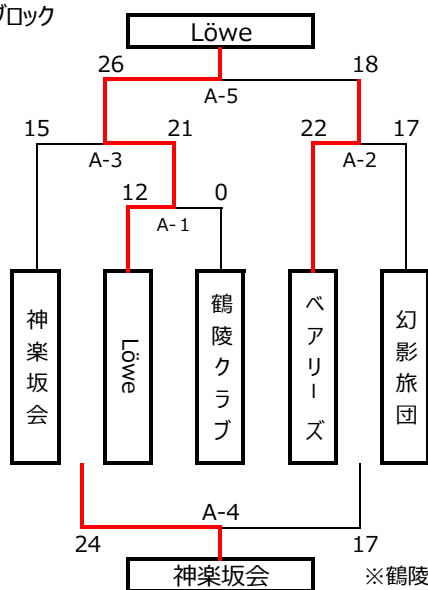 ブロック
Löwe
26 18
A-5
15 21 22 17
A-3 A-2
12 0
A-1
神楽坂会
Löwe
鶴陵クラブ
ベアリーズ
幻影旅団
A-4
24 17
神楽坂会 ※鶴陵